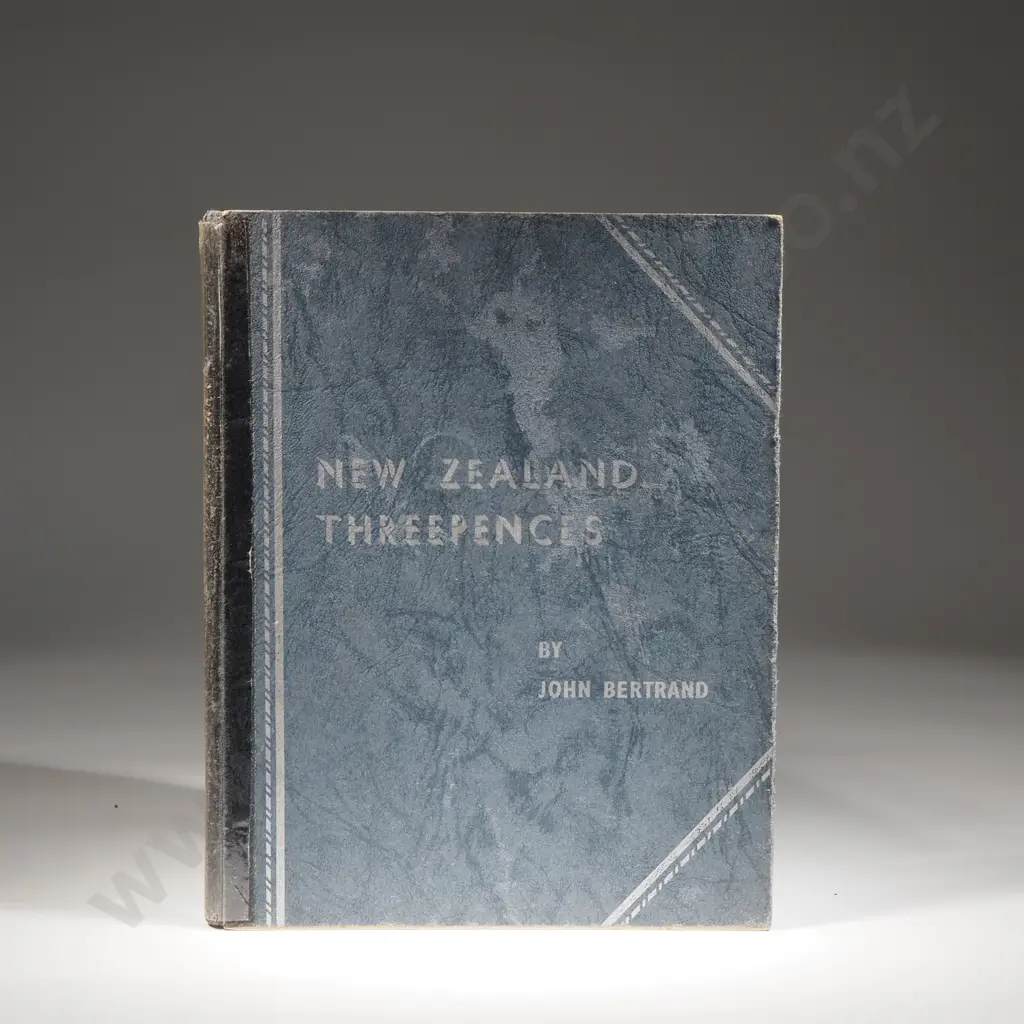 NEW ZEALAND
THREEPENCES
BY
JOHN BERTRAND